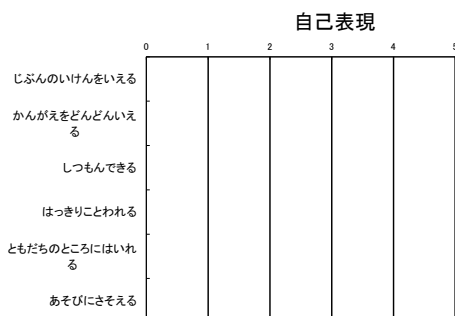 自己表現
0 1 2 3 4 5
じぶんのいけんをいえる
かんがえをどんどんいえ
る
しつもんできる
はっきりことわれる
ともだちのところにはいれ
る
あそびにさそえる